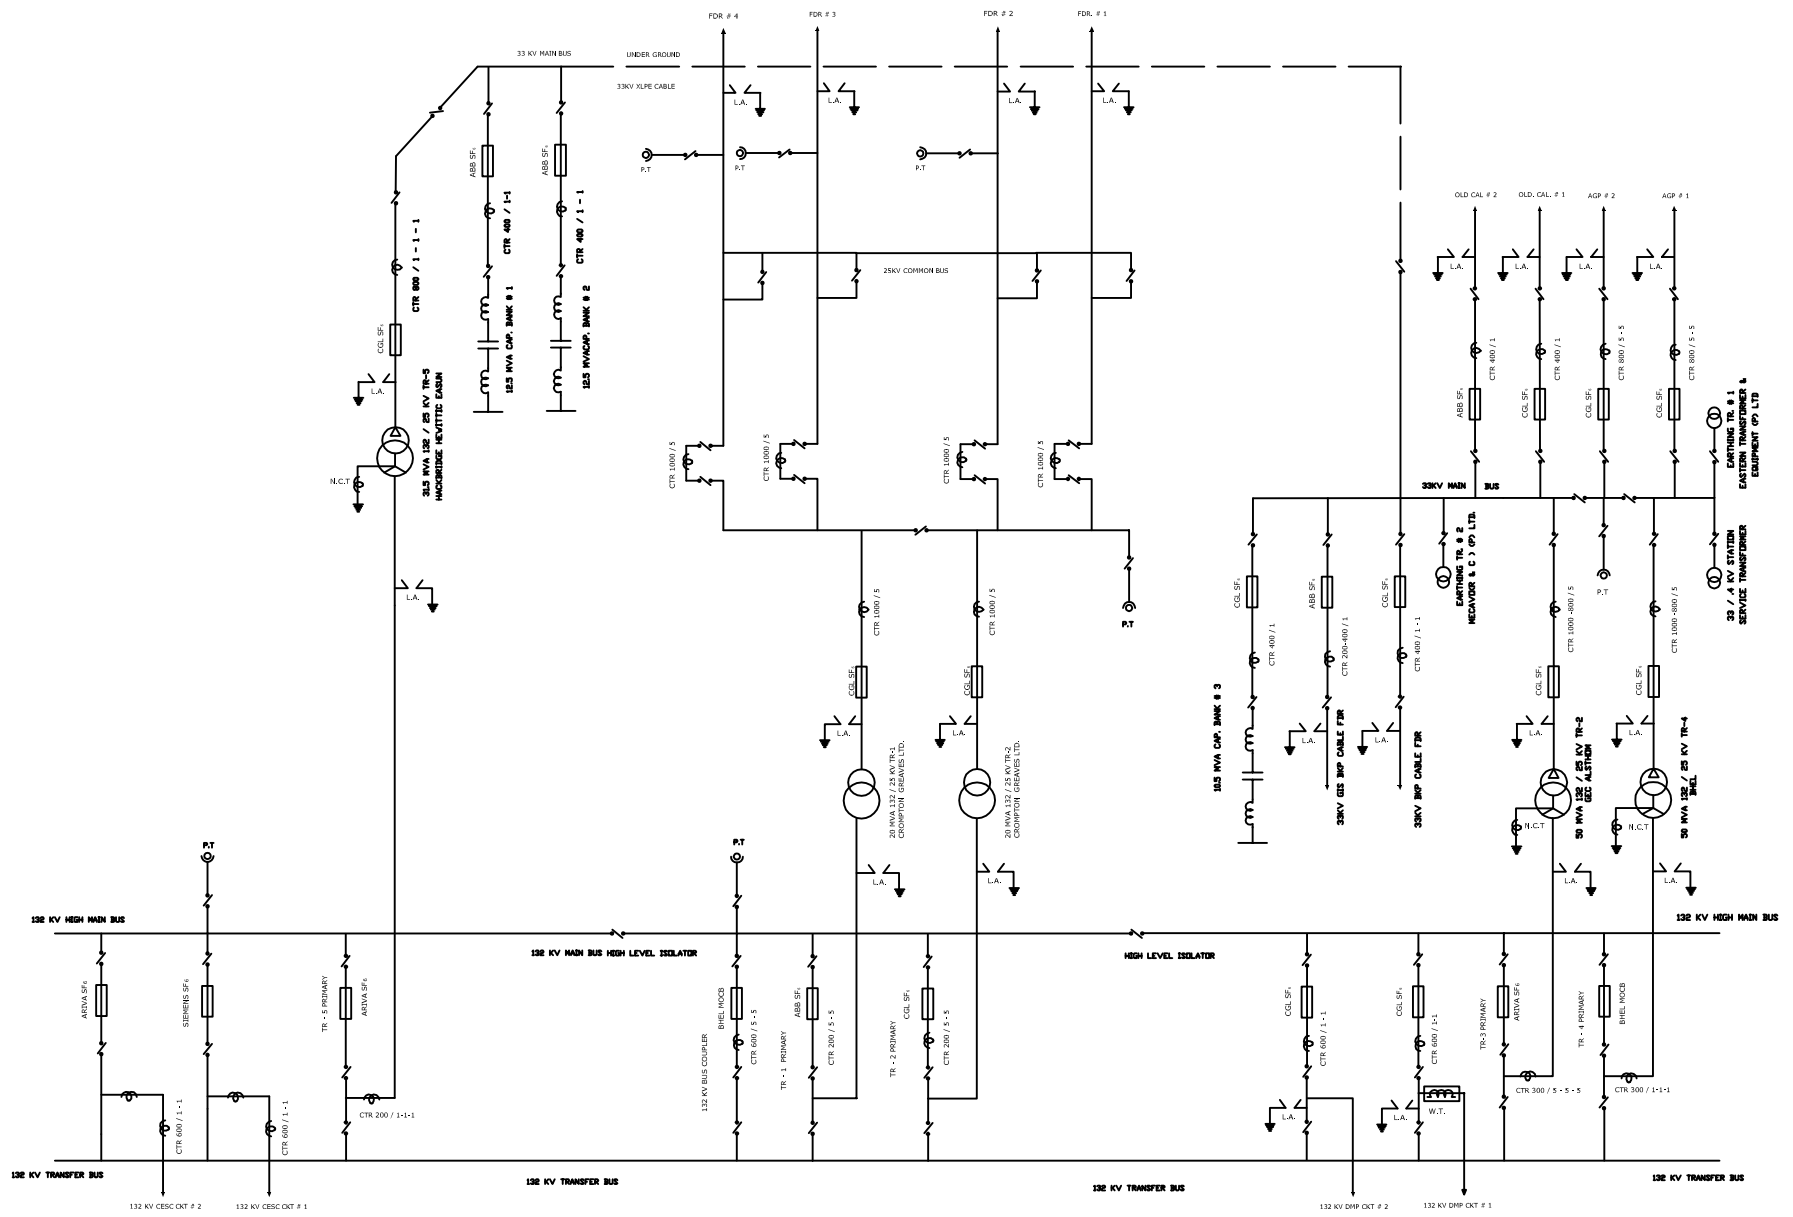 FDR # 4
FDR # 3
FDR # 2
FDR. # 1
33 KV MAIN BUS
UNDER GROUND
33KV XLPE CABLE
L.A.
L.A.
L.A.
L.A.
P.T
P.T
P.T
ABB SF₆
ABB SF₆
CTR 400 / 1-1
CTR 400 / 1 - 1
CTR 800 / 1 - 1 - 1
CGL SF₆
12.5 MVA CAP. BANK # 1
12.5 MVACAP. BANK # 2
L.A.
31.5 MVA 132 / 25 KV TR-5
HACKBRIDGE HEWITTIC EASUN
N.C.T
L.A.
25KV COMMON BUS
CTR 1000 / 5
CTR 1000 / 5
CTR 1000 / 5
CTR 1000 / 5
P.T
CTR 1000 / 5
CTR 1000 / 5
CGL SF₆
CGL SF₆
L.A.
L.A.
20 MVA 132 / 25 KV TR-1
CROMPTON GREAVES LTD.
20 MVA 132 / 25 KV TR-2
CROMPTON GREAVES LTD.
L.A.
L.A.
OLD CAL # 2
OLD. CAL. # 1
AGP # 2
AGP # 1
L.A.
L.A.
L.A.
L.A.
CTR 400 / 1
CTR 400 / 1
CTR 800 / 5 - 5
CTR 800 / 5 - 5
ABB SF₆
CGL SF₆
CGL SF₆
CGL SF₆
EARTHING TR. # 1
EASTERN TRANSFORMER &
EQUIPMENT (P) LTD
33KV MAIN BUS
CGL SF₆
ABB SF₆
CGL SF₆
EARTHING TR. # 2
MECAVIOKR & C ) (P) LTD.
P.T
33 / .4 KV STATION
SERVICE TRANSFORMER
CTR 400 / 1
CTR 200-400 / 1
CTR 400 / 1 -1
CTR 1000 -800 / 5
CTR 1000 -800 / 5
CGL SF₆
CGL SF₆
10.5 MVA CAP. BANK # 3
L.A.
33KV GIS BKP CABLE FDR
L.A.
33KV BKP CABLE FDR
L.A.
L.A.
50 MVA 132 / 25 KV TR-2
GEC ALSTHOM
50 MVA 132 / 25 KV TR-4
BHEL
N.C.T
N.C.T
L.A.
L.A.
P.T
P.T
132 KV HIGH MAIN BUS
132 KV HIGH MAIN BUS
132 KV MAIN BUS HIGH LEVEL ISOLATOR
HIGH LEVEL ISOLATOR
ARIVA SF₆
SIEMENS SF₆
TR - 5 PRIMARY
ARIVA SF₆
BHEL MOCB
132 KV BUS COUPLER
CTR 600 / 5 - 5
ABB SF₆
TR - 1 PRIMARY
CTR 200 / 5 - 5
CGL SF₆
TR - 2 PRIMARY
CTR 200 / 5 - 5
CGL SF₆
CTR 600 / 1 - 1
CGL SF₆
CTR 600 / 1-1
TR-3 PRIMARY
ARIVA SF₆
TR - 4 PRIMARY
BHEL MOCB
CTR 600 / 1 - 1
CTR 600 / 1 - 1
CTR 200 / 1-1-1
L.A.
L.A.
W.T.
CTR 300 / 5 - 5 - 5
CTR 300 / 1-1-1
132 KV TRANSFER BUS
132 KV TRANSFER BUS
132 KV TRANSFER BUS
132 KV TRANSFER BUS
132 KV CESC CKT # 2
132 KV CESC CKT # 1
132 KV DMP CKT # 2
132 KV DMP CKT # 1